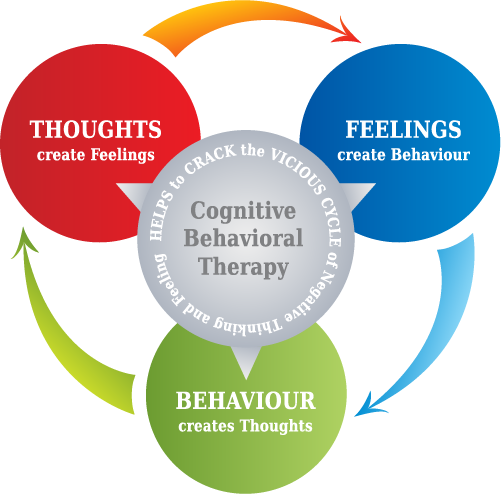 THOUGHTS
create Feelings
FEELINGS
create Behaviour
HELPS to CRACK the VICIOUS CYCLE of Negative Thinking and Feeling
Cognitive
Behavioral
Therapy
BEHAVIOUR
creates Thoughts